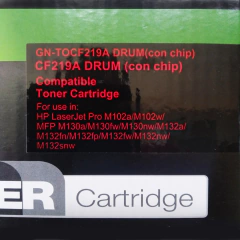 GN-TOCF219A DRUM(con chip)
CF219A DRUM (con chip)
Compatible
Toner Cartridge
For use in:
HP LaserJet Pro M102a/M102w/
MFP M130a/M130fw/M130nw/M132a/
M132fn/M132fp/M132fw/M132nw/
M132snw
ER Cartridge